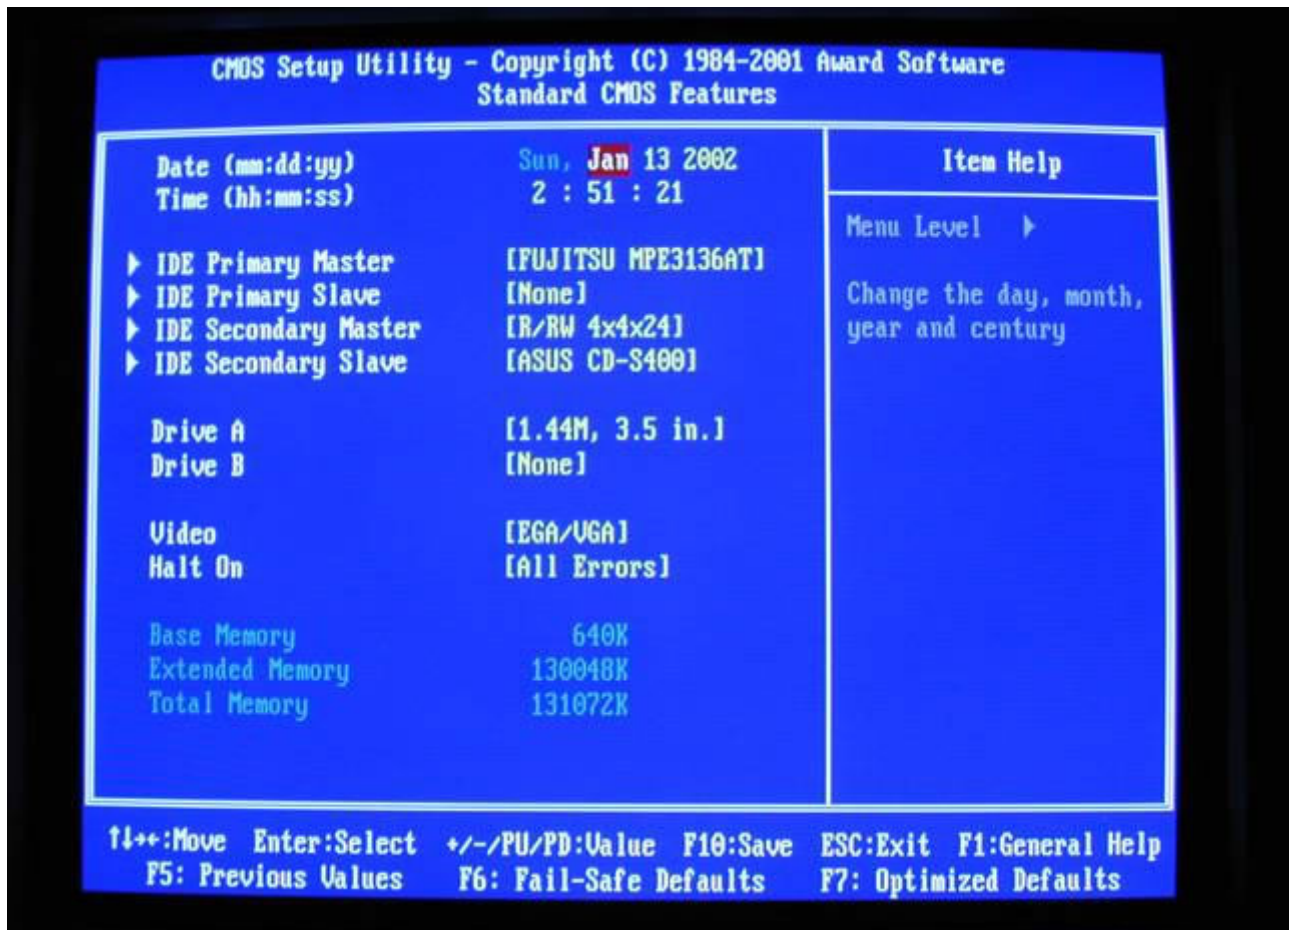 CMOS Setup Utility - Copyright (C) 1984-2001 Award Software
Standard CMOS Features
Date (mm:dd:yy) Sun, Jan 13 2002
Time (hh:mm:ss) 2 : 51 : 21
Item Help
Menu Level ▶
Change the day, month,
year and century
▶ IDE Primary Master [FUJITSU MPE3136AT]
▶ IDE Primary Slave [None]
▶ IDE Secondary Master [R/RW 4x4x24]
▶ IDE Secondary Slave [ASUS CD-S400]
Drive A [1.44M, 3.5 in.]
Drive B [None]
Video [EGA/VGA]
Halt On [All Errors]
Base Memory 640K
Extended Memory 130048K
Total Memory 131072K
↑↓→←:Move Enter:Select +/-/PU/PD:Value F10:Save ESC:Exit F1:General Help
F5: Previous Values F6: Fail-Safe Defaults F7: Optimized Defaults